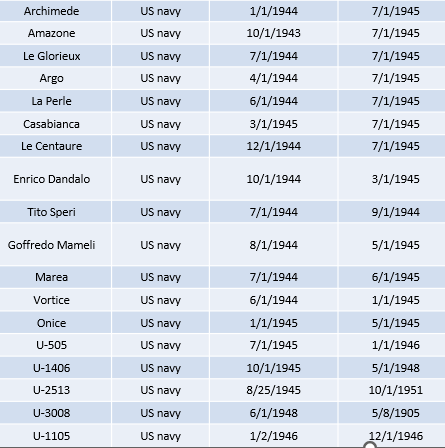 Archimede US navy 1/1/1944 7/1/1945
Amazone US navy 10/1/1943 7/1/1945
Le Glorieux US navy 7/1/1944 7/1/1945
Argo US navy 4/1/1944 7/1/1945
La Perle US navy 6/1/1944 7/1/1945
Casabianca US navy 3/1/1945 7/1/1945
Le Centaure US navy 12/1/1944 7/1/1945
Enrico Dandalo US navy 10/1/1944 3/1/1945
Tito Speri US navy 7/1/1944 9/1/1944
Goffredo Mameli US navy 8/1/1944 5/1/1945
Marea US navy 7/1/1944 6/1/1945
Vortice US navy 6/1/1944 1/1/1945
Onice US navy 1/1/1945 5/1/1945
U-505 US navy 7/1/1945 1/1/1946
U-1406 US navy 10/1/1945 5/1/1948
U-2513 US navy 8/25/1945 10/1/1951
U-3008 US navy 6/1/1948 5/8/1905
U-1105 US navy 1/2/1946 12/1/1946